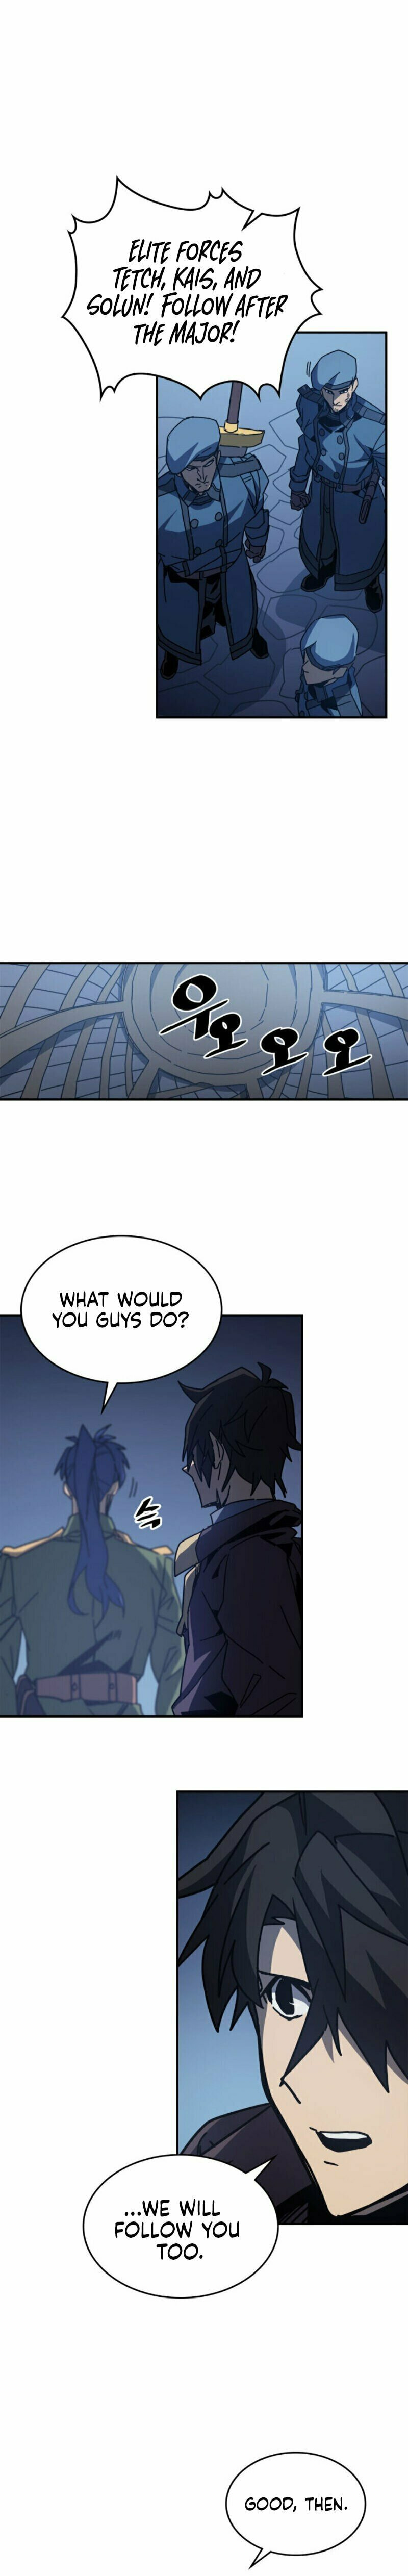 ELITE FORCES
TETCH, KAIS, AND
SOLUN! FOLLOW AFTER
THE MAJOR!
우오 오 오
WHAT WOULD
YOU GUYS DO?
...WE WILL
FOLLOW YOU
TOO.
GOOD, THEN.